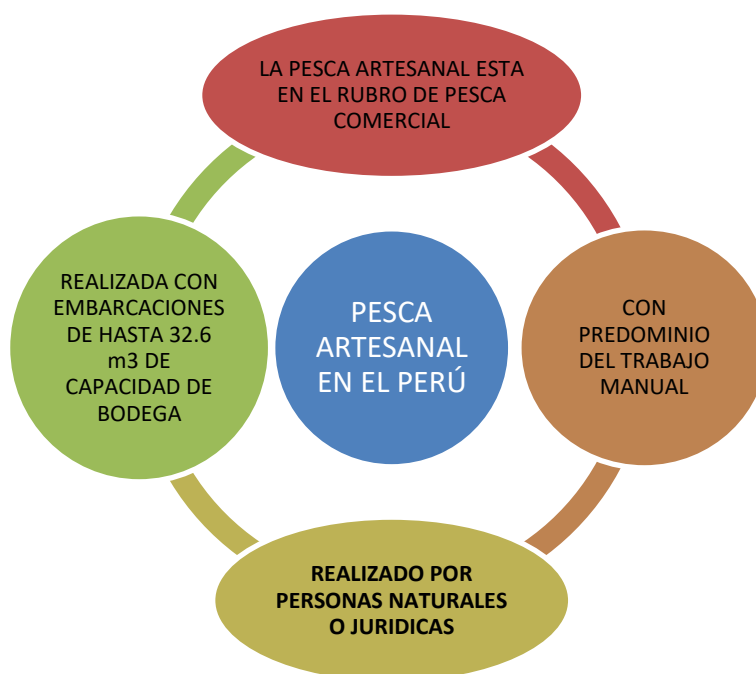 LA PESCA ARTESANAL ESTA
EN EL RUBRO DE PESCA
COMERCIAL
REALIZADA CON
EMBARCACIONES
DE HASTA 32.6
m3 DE
CAPACIDAD DE
BODEGA
PESCA
ARTESANAL
EN EL PERÚ
CON
PREDOMINIO
DEL TRABAJO
MANUAL
REALIZADO POR
PERSONAS NATURALES
O JURIDICAS